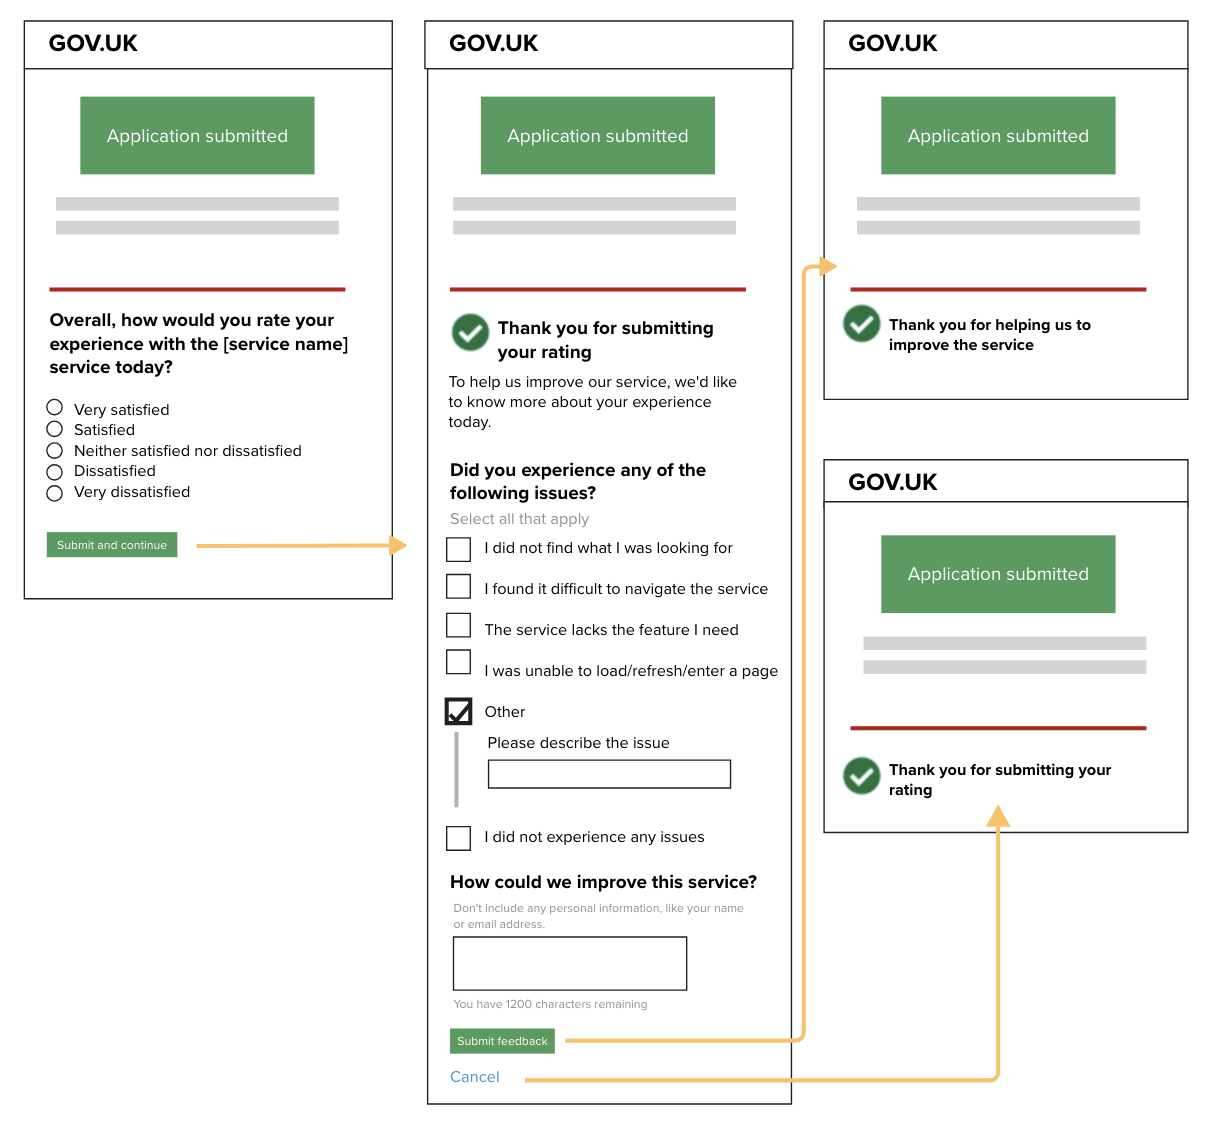 GOV.UK
Application submitted
Overall, how would you rate your
experience with the [service name]
service today?
Very satisfied
Satisfied
Neither satisfied nor dissatisfied
Dissatisfied
Very dissatisfied
Submit and continue
GOV.UK
Application submitted
Thank you for submitting
your rating
To help us improve our service, we'd like
to know more about your experience
today.
Did you experience any of the
following issues?
Select all that apply
I did not find what I was looking for
I found it difficult to navigate the service
The service lacks the feature I need
I was unable to load/refresh/enter a page
Other
Please describe the issue
I did not experience any issues
How could we improve this service?
Don't include any personal information, like your name
or email address.
You have 1200 characters remaining
Submit feedback
Cancel
GOV.UK
Application submitted
Thank you for helping us to
improve the service
GOV.UK
Application submitted
Thank you for submitting your
rating